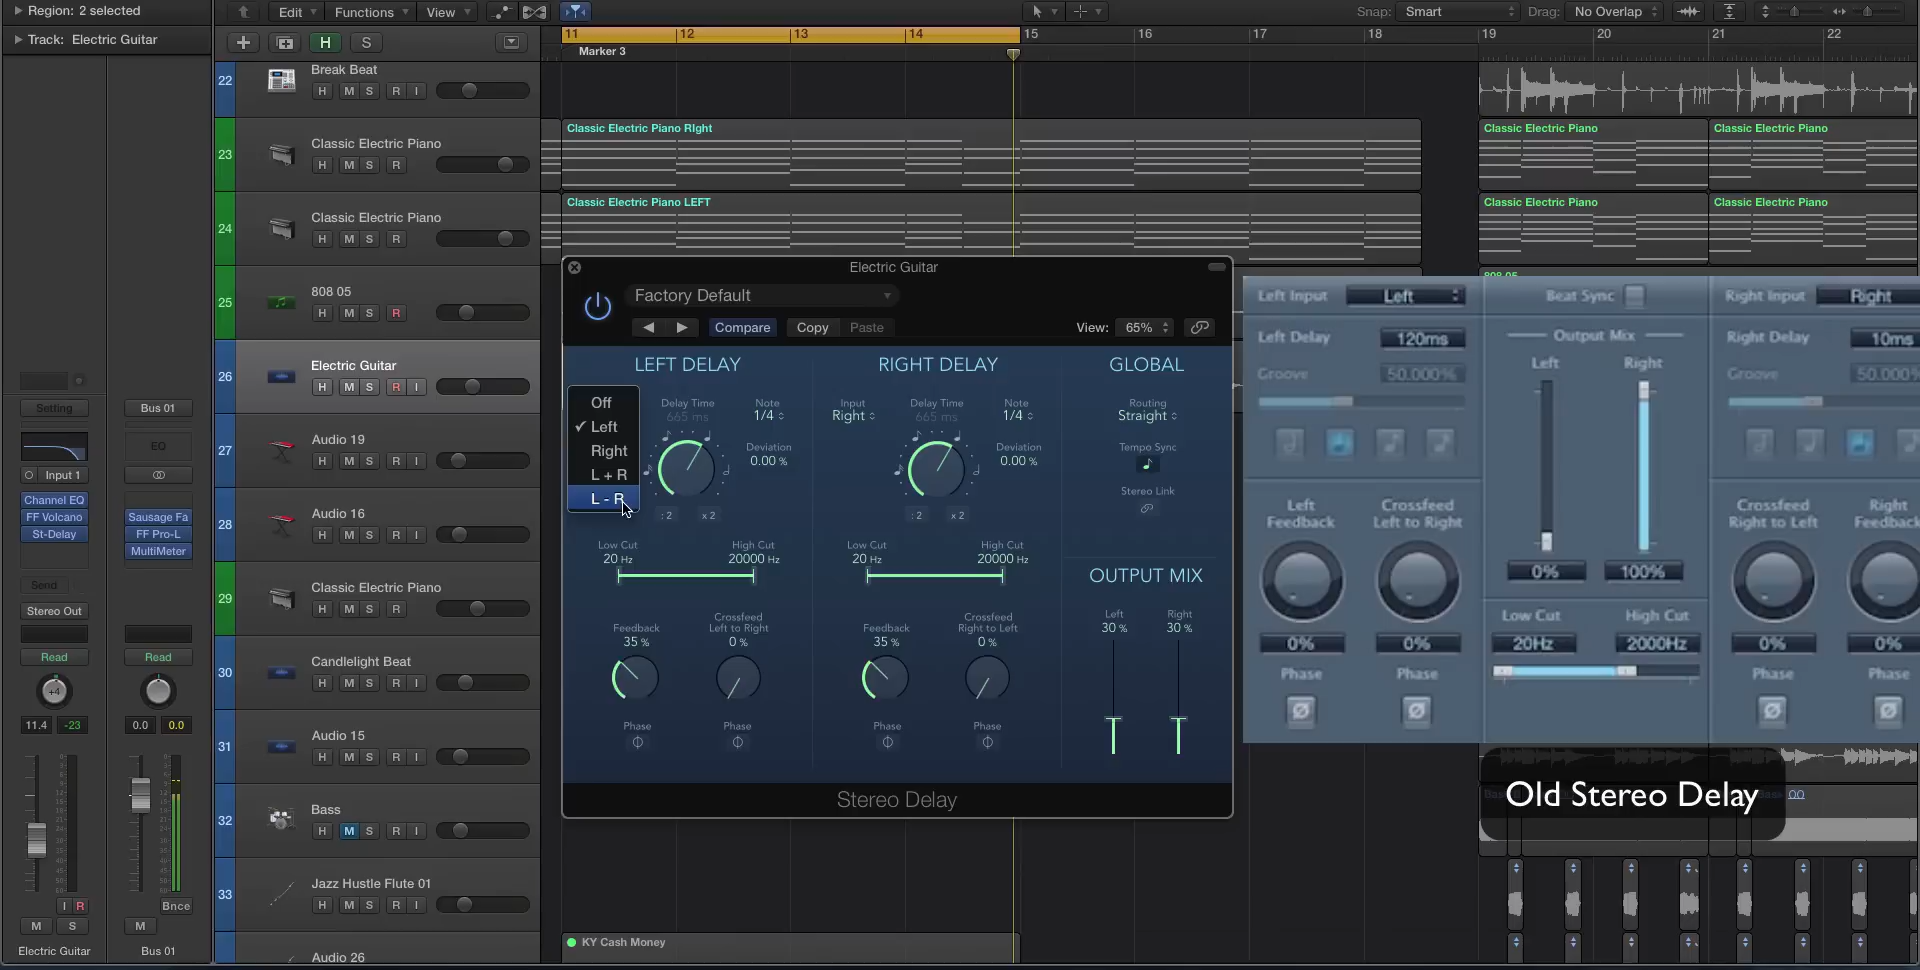 Region: 2 selected
Edit
Functions
View
Snap: Smart
Drag: No Overlap
Track: Electric Guitar
H
S
11
12
13
14
15
16
17
18
19
20
21
22
Marker 3
22
Break Beat
H M S R I
23
Classic Electric Piano
H M S R
24
Classic Electric Piano
H M S R
25
808 05
H M S R
26
Electric Guitar
H M S R I
27
Audio 19
H M S R I
28
Audio 16
H M S R I
29
Classic Electric Piano
H M S R
30
Candlelight Beat
H M S R I
31
Audio 15
H M S R I
32
Bass
H M S R I
33
Jazz Hustle Flute 01
H M S R I
Audio 26
Classic Electric Piano RIght
Classic Electric Piano
Classic Electric Piano
Classic Electric Piano LEFT
Classic Electric Piano
Classic Electric Piano
808 05
KY Cash Money
Setting
Bus 01
EQ
Input 1
Channel EQ
FF Volcano
St-Delay
Sausage Fa
FF Pro-L
MultiMeter
Send
Stereo Out
Read
Read
+4
11.4 -23
0.0 0.0
I R
Bnce
M S
M
Electric Guitar
Bus 01
Electric Guitar
Factory Default
Compare
Copy
Paste
View: 65%
LEFT DELAY
RIGHT DELAY
GLOBAL
Off
✓ Left
Right
L + R
L - R
Delay Time
665 ms
Note
1/4
Deviation
0.00 %
: 2
x 2
Low Cut
20 Hz
High Cut
20000 Hz
Feedback
35 %
Crossfeed
Left to Right
0 %
Phase
Phase
Input
Right
Delay Time
665 ms
Note
1/4
Deviation
0.00 %
: 2
x 2
Low Cut
20 Hz
High Cut
20000 Hz
Feedback
35 %
Crossfeed
Right to Left
0 %
Phase
Phase
Routing
Straight
Tempo Sync
Stereo Link
OUTPUT MIX
Left
30 %
Right
30 %
Stereo Delay
Left Input
Left
Beat Sync
Right Input
Right
Left Delay
120ms
Output Mix
Right Delay
10ms
Groove
50.000%
Left
Right
Groove
50.000%
Left
Feedback
Crossfeed
Left to Right
Crossfeed
Right to Left
Right
Feedback
0%
100%
Low Cut
High Cut
0%
0%
20Hz
2000Hz
0%
0%
Phase
Phase
Phase
Phase
Old Stereo Delay